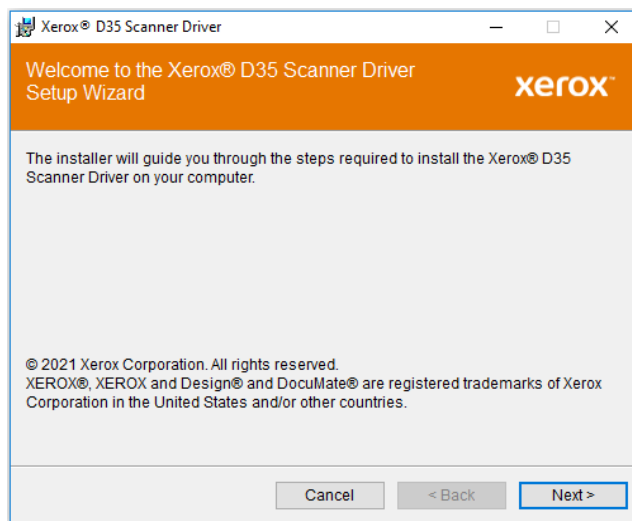 Xerox® D35 Scanner Driver
Welcome to the Xerox® D35 Scanner Driver
Setup Wizard
xerox™
The installer will guide you through the steps required to install the Xerox® D35
Scanner Driver on your computer.
© 2021 Xerox Corporation. All rights reserved.
XEROX®, XEROX and Design® and DocuMate® are registered trademarks of Xerox
Corporation in the United States and/or other countries.
Cancel
< Back
Next >